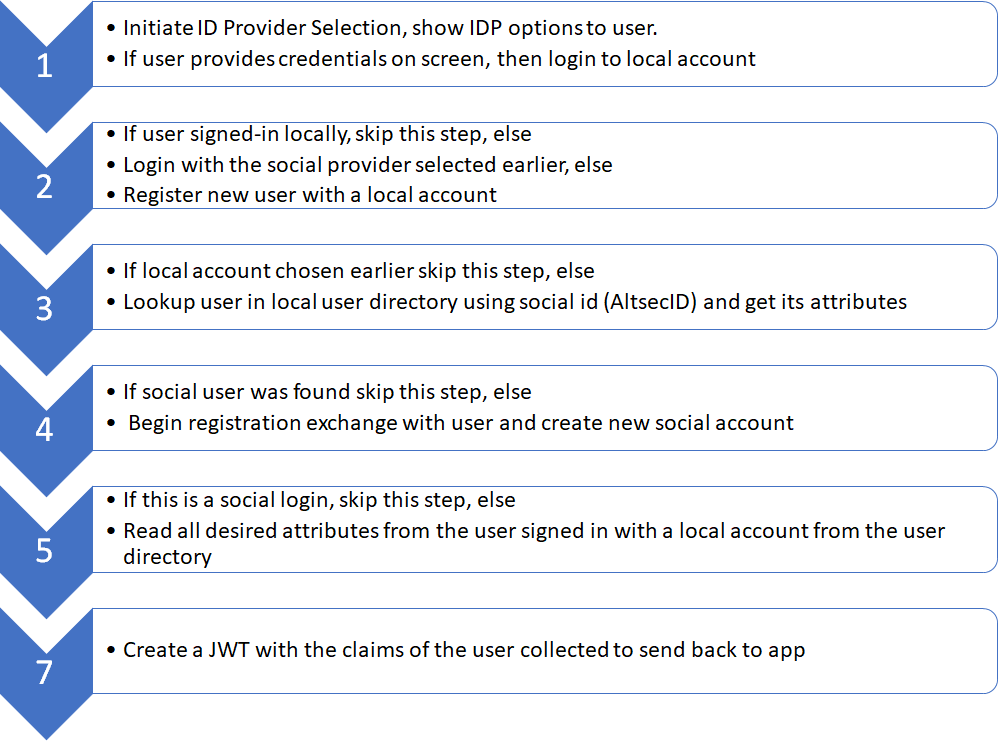 1
• Initiate ID Provider Selection, show IDP options to user.
• If user provides credentials on screen, then login to local account
2
• If user signed-in locally, skip this step, else
• Login with the social provider selected earlier, else
• Register new user with a local account
3
• If local account chosen earlier skip this step, else
• Lookup user in local user directory using social id (AltsecID) and get its attributes
4
• If social user was found skip this step, else
• Begin registration exchange with user and create new social account
5
• If this is a social login, skip this step, else
• Read all desired attributes from the user signed in with a local account from the user
directory
7
• Create a JWT with the claims of the user collected to send back to app